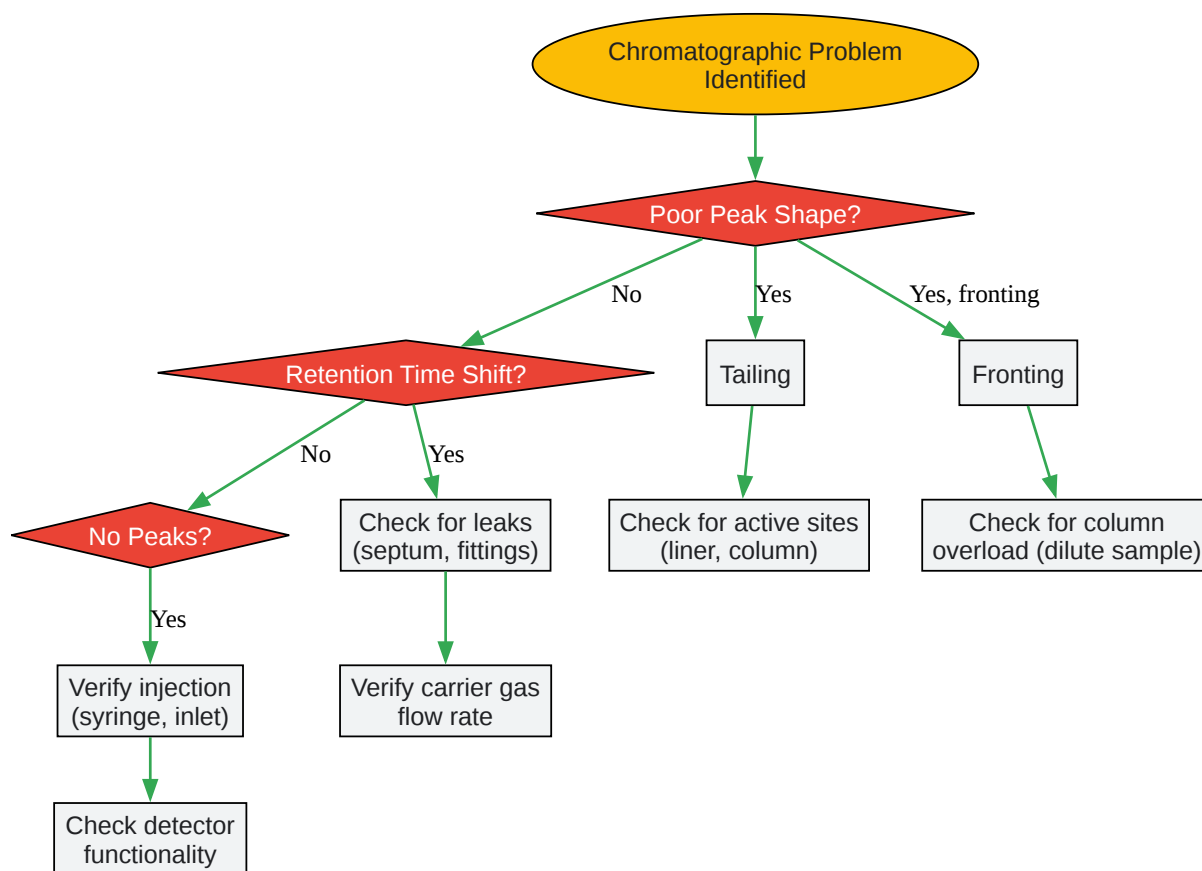 Chromatographic Problem
Identified
Poor Peak Shape?
No
Yes
Yes, fronting
Retention Time Shift?
Tailing
Fronting
No
Yes
No Peaks?
Check for leaks
(septum, fittings)
Check for active sites
(liner, column)
Check for column
overload (dilute sample)
Yes
Verify injection
(syringe, inlet)
Verify carrier gas
flow rate
Check detector
functionality